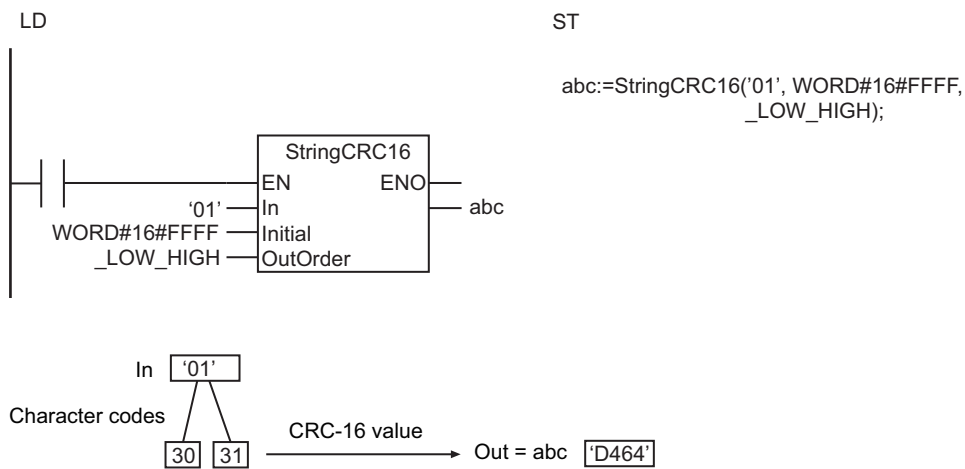 LD
ST
abc:=StringCRC16('01', WORD#16#FFFF,
_LOW_HIGH);
StringCRC16
EN ENO
‘01’ In abc
WORD#16#FFFF Initial
_LOW_HIGH OutOrder
In ‘01’
Character codes
30 31 CRC-16 value Out = abc ‘D464’